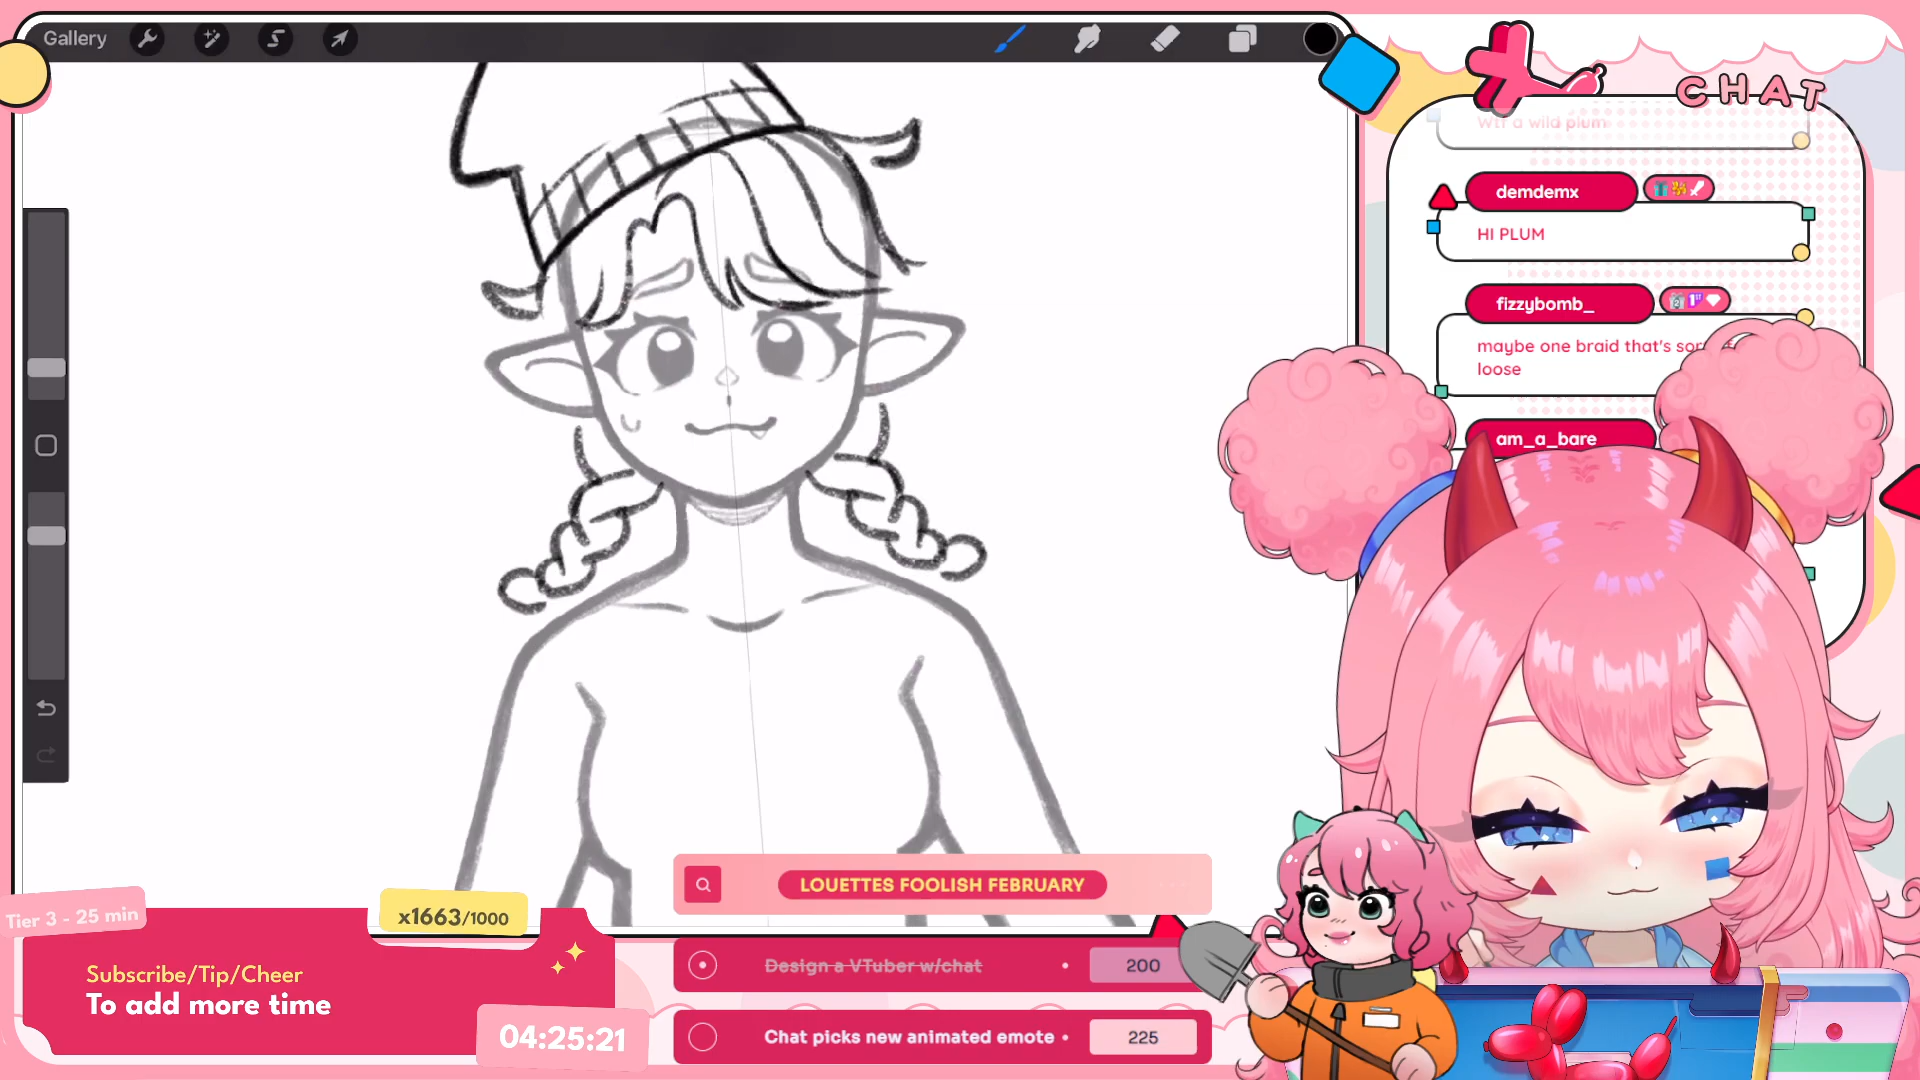 Gallery
CHAT
Wtf a wild plum
demdemx
HI PLUM
fizzybomb_
maybe one braid that's
loose
am_a_bare
LOUETTES FOOLISH FEBRUARY
Design a VTuber w/chat • 200
Chat picks new animated emote • 225
Tier 3 - 25 min
x1663/1000
Subscribe/Tip/Cheer
To add more time
04:25:21